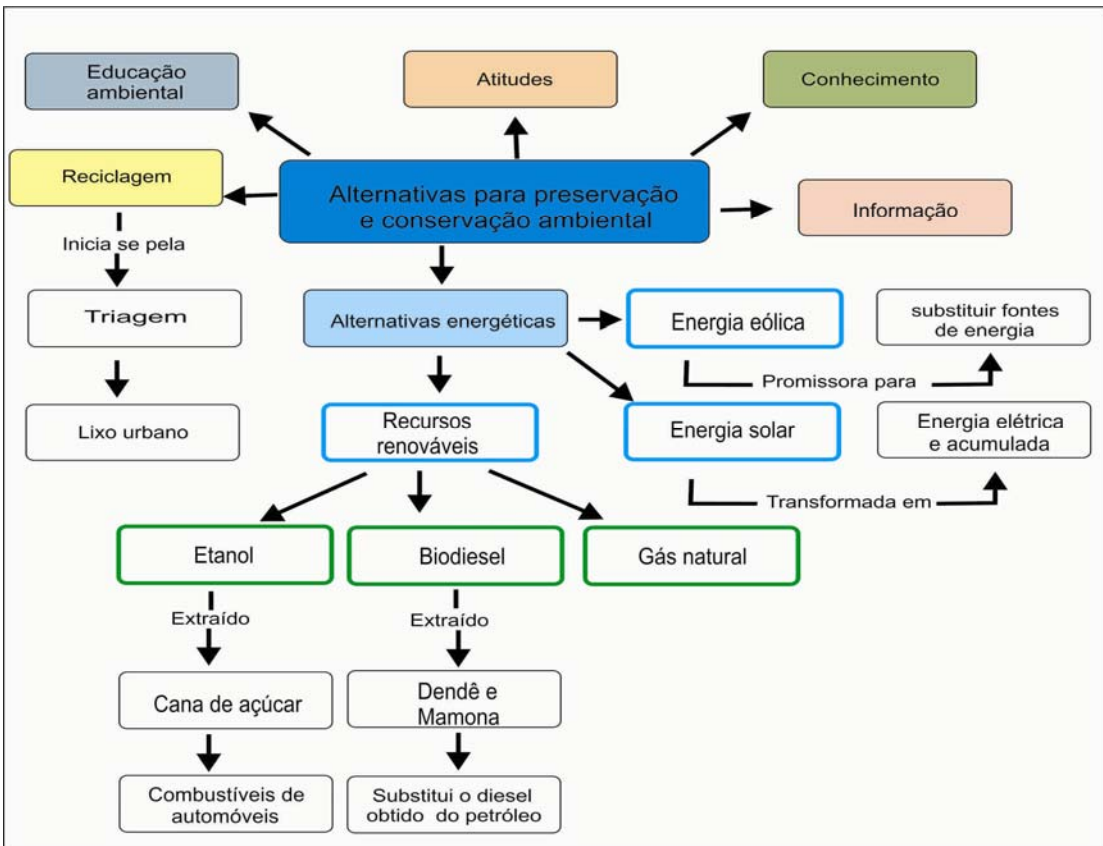 Educação
ambiental
Atitudes
Conhecimento
Reciclagem
Alternativas para preservação
e conservação ambiental
Informação
Inicia se pela
Triagem
Alternativas energéticas
Energia eólica
substituir fontes
de energia
Promissora para
Lixo urbano
Recursos
renováveis
Energia solar
Energia elétrica
e acumulada
Transformada em
Etanol
Biodiesel
Gás natural
Extraído
Extraído
Cana de açúcar
Dendê e
Mamona
Combustíveis de
automóveis
Substitui o diesel
obtido do petróleo